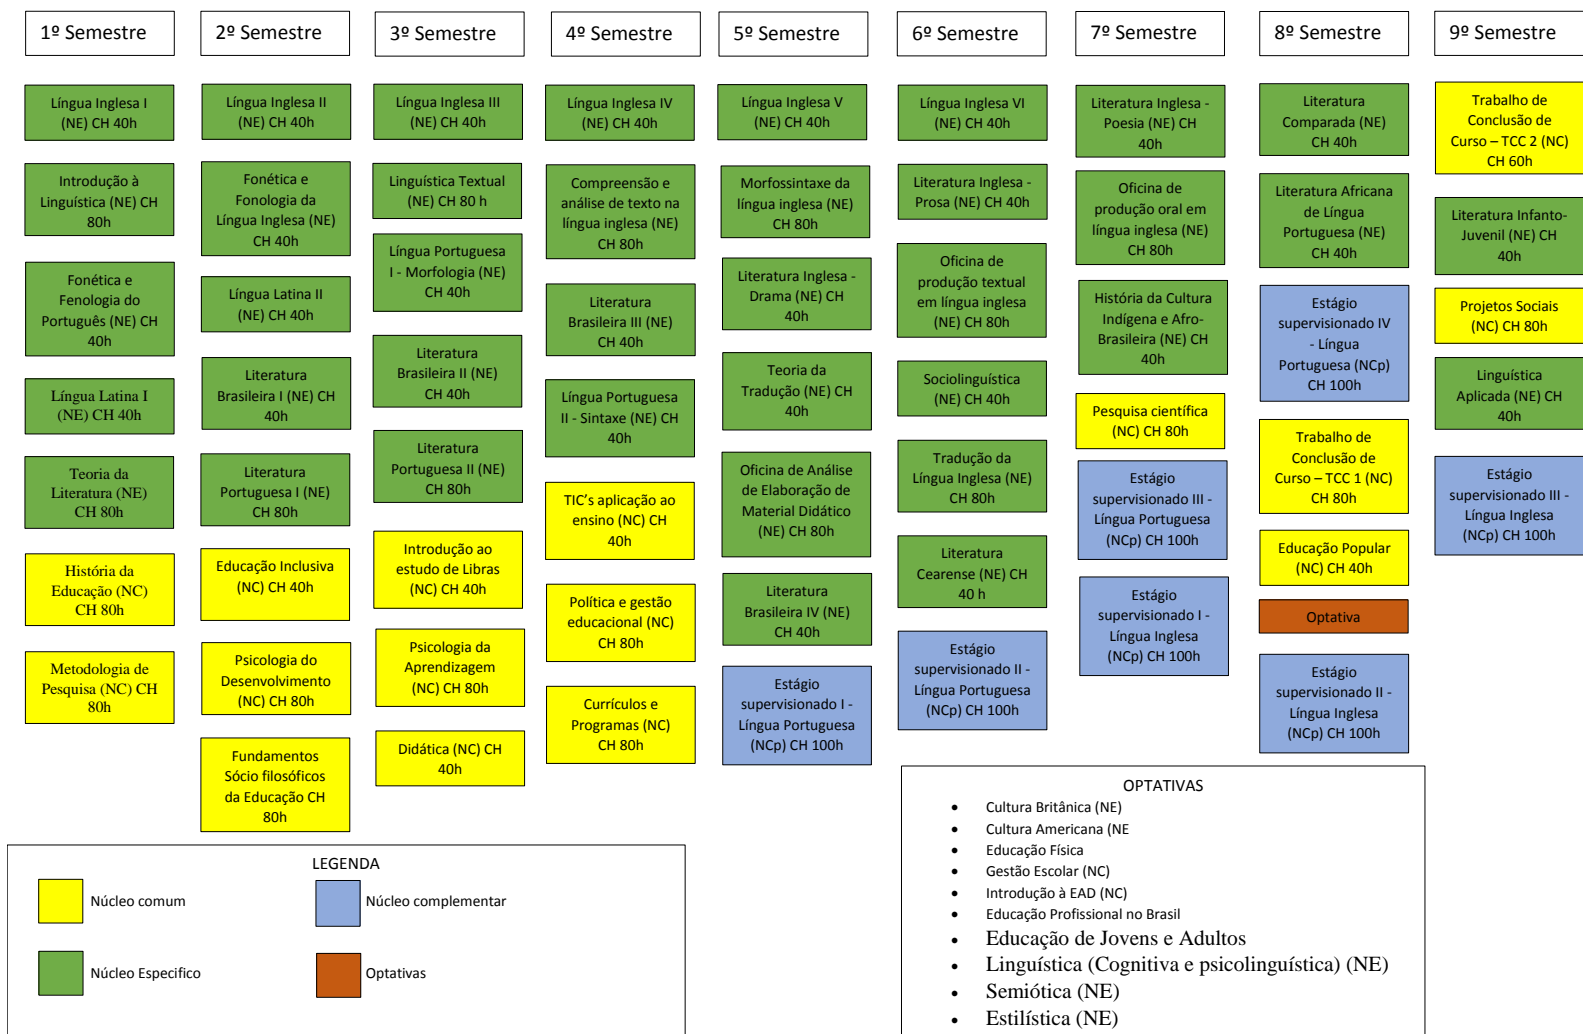 1º Semestre
Língua Inglesa I
(NE) CH 40h
Introdução à
Linguística (NE) CH
80h
Fonética e
Fenologia do
Português (NE) CH
40h
Língua Latina I
(NE) CH 40h
Teoria da
Literatura (NE)
CH 80h
História da
Educação (NC)
CH 80h
Metodologia de
Pesquisa (NC) CH
80h
2º Semestre
Língua Inglesa II
(NE) CH 40h
Fonética e
Fonologia da
Língua Inglesa (NE)
CH 40h
Língua Latina II
(NE) CH 40h
Literatura
Brasileira I (NE) CH
40h
Literatura
Portuguesa I (NE)
CH 80h
Educação Inclusiva
(NC) CH 40h
Psicologia do
Desenvolvimento
(NC) CH 80h
Fundamentos
Sócio filosóficos
da Educação CH
80h
3º Semestre
Língua Inglesa III
(NE) CH 40h
Linguística Textual
(NE) CH 80 h
Língua Portuguesa
I - Morfologia (NE)
CH 40h
Literatura
Brasileira II (NE)
CH 40h
Literatura
Portuguesa II (NE)
CH 80h
Introdução ao
estudo de Libras
(NC) CH 40h
Psicologia da
Aprendizagem
(NC) CH 80h
Didática (NC) CH
40h
4º Semestre
Língua Inglesa IV
(NE) CH 40h
Compreensão e
análise de texto na
língua inglesa (NE)
CH 80h
Literatura
Brasileira III (NE)
CH 40h
Língua Portuguesa
II - Sintaxe (NE) CH
40h
TIC’s aplicação ao
ensino (NC) CH
40h
Política e gestão
educacional (NC)
CH 80h
Currículos e
Programas (NC)
CH 80h
5º Semestre
Língua Inglesa V
(NE) CH 40h
Morfossintaxe da
língua inglesa (NE)
CH 80h
Literatura Inglesa -
Drama (NE) CH
40h
Teoria da
Tradução (NE) CH
40h
Oficina de Análise
de Elaboração de
Material Didático
(NE) CH 80h
Literatura
Brasileira IV (NE)
CH 40h
Estágio
supervisionado I -
Língua Portuguesa
(NCp) CH 100h
6º Semestre
Língua Inglesa VI
(NE) CH 40h
Literatura Inglesa -
Prosa (NE) CH 40h
Oficina de
produção textual
em língua inglesa
(NE) CH 80h
Sociolinguística
(NE) CH 40h
Tradução da
Língua Inglesa (NE)
CH 80h
Literatura
Cearense (NE) CH
40 h
Estágio
supervisionado II -
Língua Portuguesa
(NCp) CH 100h
7º Semestre
Literatura Inglesa -
Poesia (NE) CH
40h
Oficina de
produção oral em
língua inglesa (NE)
CH 80h
História da Cultura
Indígena e Afro-
Brasileira (NE) CH
40h
Pesquisa científica
(NC) CH 80h
Estágio
supervisionado III -
Língua Portuguesa
(NCp) CH 100h
Estágio
supervisionado I -
Língua Inglesa
(NCp) CH 100h
8º Semestre
Literatura
Comparada (NE)
CH 40h
Literatura Africana
de Língua
Portuguesa (NE)
CH 40h
Estágio
supervisionado IV
- Língua
Portuguesa (NCp)
CH 100h
Trabalho de
Conclusão de
Curso – TCC 1 (NC)
CH 80h
Educação Popular
(NC) CH 40h
Optativa
Estágio
supervisionado II -
Língua Inglesa
(NCp) CH 100h
9º Semestre
Trabalho de
Conclusão de
Curso – TCC 2 (NC)
CH 60h
Literatura Infanto-
Juvenil (NE) CH
40h
Projetos Sociais
(NC) CH 80h
Linguística
Aplicada (NE) CH
40h
Estágio
supervisionado III -
Língua Inglesa
(NCp) CH 100h
LEGENDA
Núcleo comum
Núcleo complementar
Núcleo Especifico
Optativas
OPTATIVAS
• Cultura Britânica (NE)
• Cultura Americana (NE
• Educação Física
• Gestão Escolar (NC)
• Introdução à EAD (NC)
• Educação Profissional no Brasil
• Educação de Jovens e Adultos
• Linguística (Cognitiva e psicolinguística) (NE)
• Semiótica (NE)
• Estilística (NE)